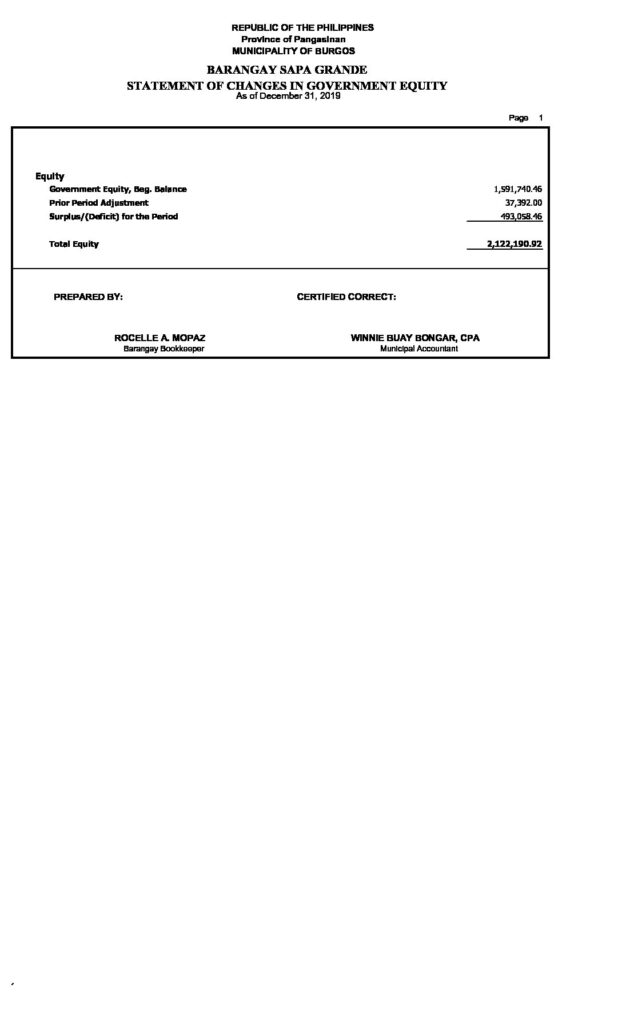 REPUBLIC OF THE PHILIPPINES
Province of Pangasinan
MUNICIPALITY OF BURGOS
BARANGAY SAPA GRANDE
STATEMENT OF CHANGES IN GOVERNMENT EQUITY
As of December 31, 2019
Page 1
Equity
Government Equity, Beg. Balance 1,591,740.46
Prior Period Adjustment 37,392.00
Surplus/(Deficit) for the Period 493,058.46
Total Equity 2,122,190.92
PREPARED BY: CERTIFIED CORRECT:
ROCELLE A. MOPAZ WINNIE BUAY BONGAR, CPA
Barangay Bookkeeper Municipal Accountant